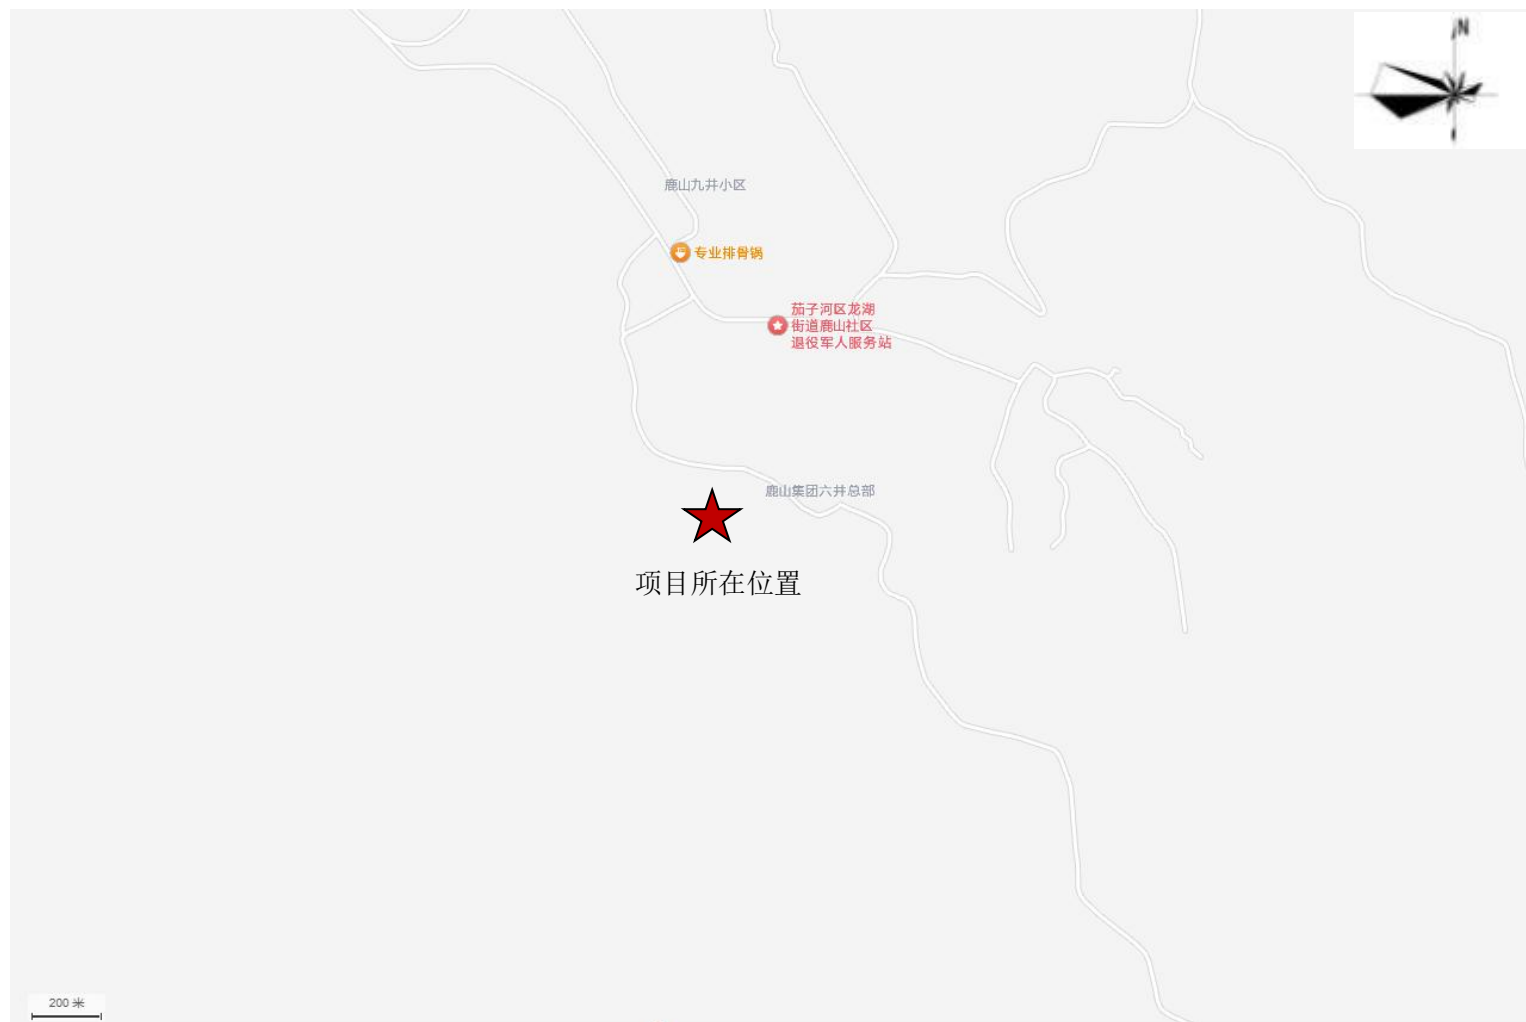 N
鹿山九井小区
专业排骨锅
茄子河区龙湖
街道鹿山社区
退役军人服务站
鹿山集团六井总部
项目所在位置
200 米